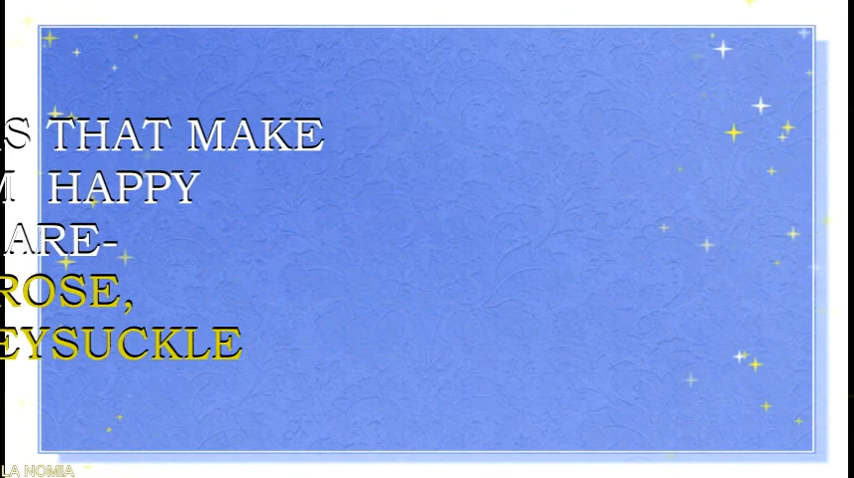 S THAT MAKE
M HAPPY
ARE-
ROSE,
EYSUCKLE
LA NOMIA